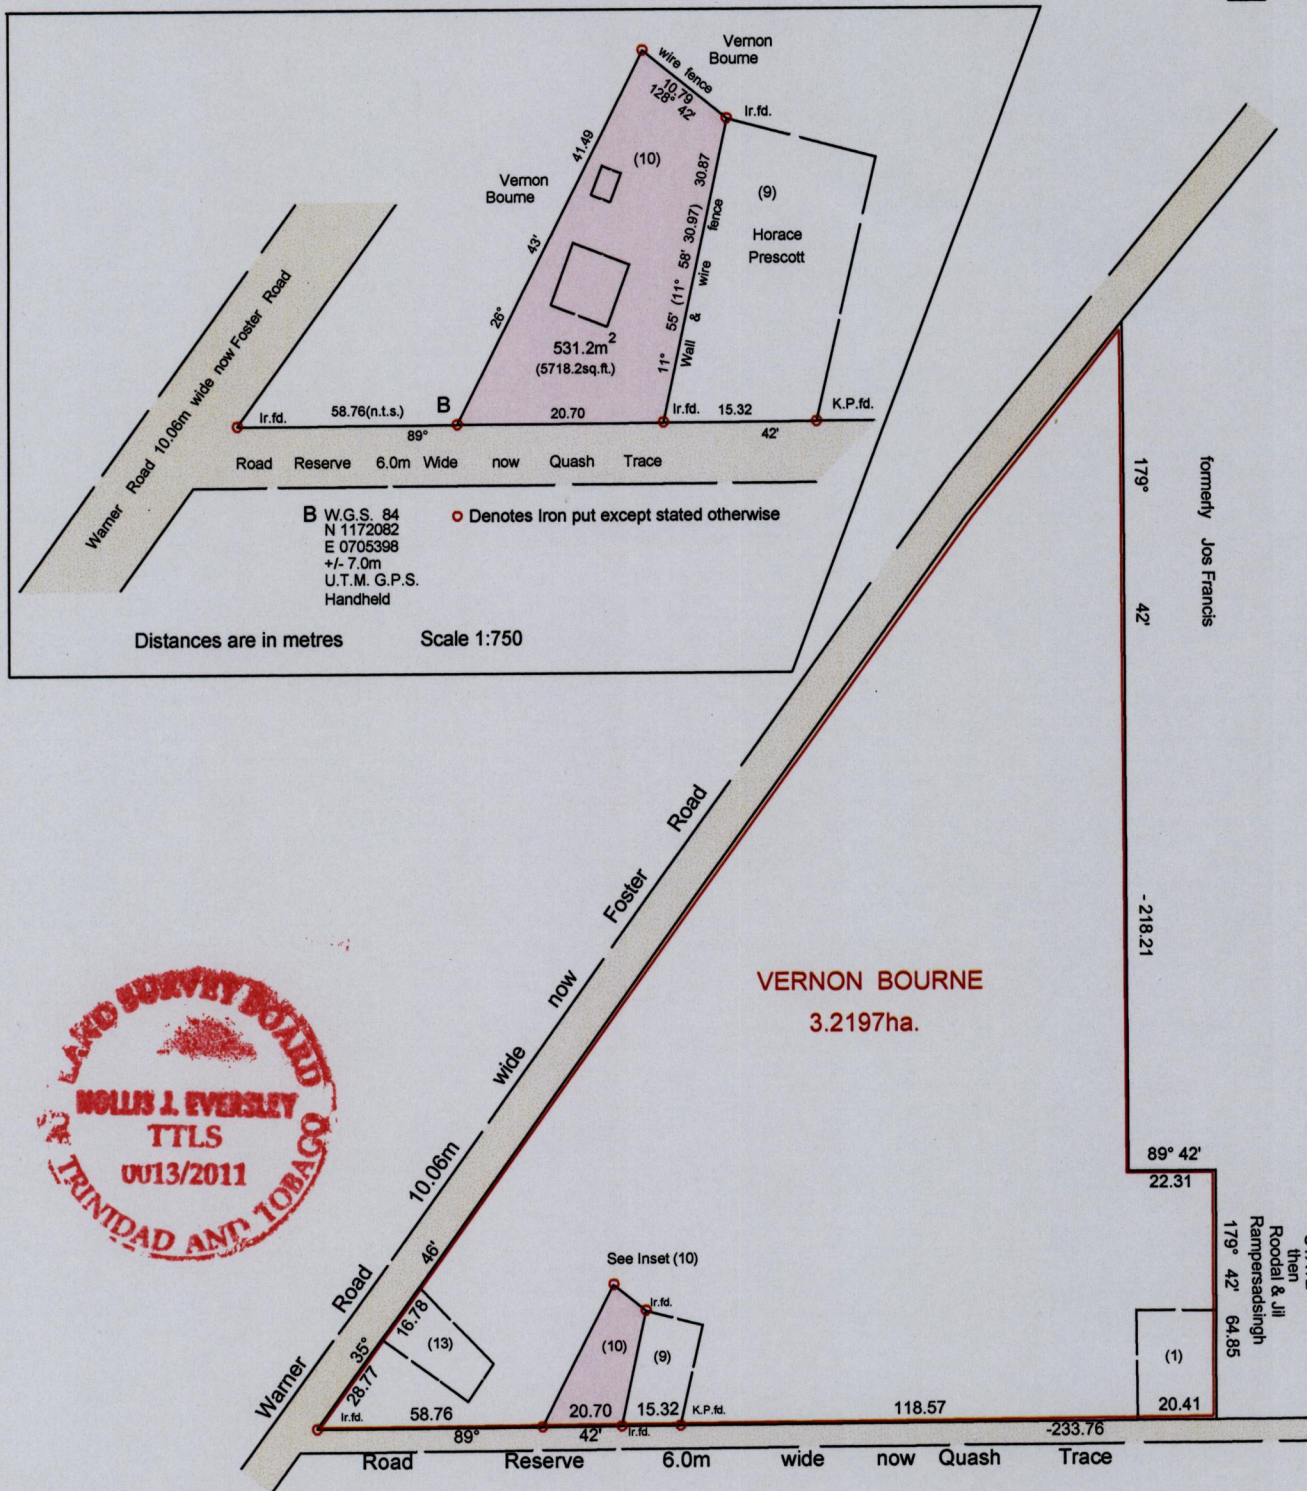 Vernon
Bourne
wire fence
10.79
128° 42'
Ir.fd.
41.49
(10)
30.87
Vernon
Bourne
(9)
Horace
Prescott
43'
26°
11° 55' (11° 58' 30.97)
Wall & wire fence
531.2m2
(5718.2sq.ft.)
Warner Road 10.06m wide now Foster Road
Ir.fd.
58.76(n.t.s.)
B
20.70
Ir.fd.
15.32
K.P.fd.
89°
42'
Road Reserve 6.0m Wide now Quash Trace
B W.G.S. 84
N 1172082
E 0705398
+/- 7.0m
U.T.M. G.P.S.
Handheld
Denotes Iron put except stated otherwise
Distances are in metres
Scale 1:750
formerly Jos Francis
179° 42' - 218.21
Warner Road 10.06m wide now Foster Road
VERNON BOURNE
3.2197ha.
LAND SURVEY BOARD
HOLLIS J. EVERSLEY
TTLS
0013/2011
TRINIDAD AND TOBAGO
89° 42'
22.31
then
Roodal & Jil
Rampersadsingh
179° 42' 64.85
46'
35°
16.78
28.77
(13)
See Inset (10)
Ir.fd.
(10)
(9)
(1)
Ir.fd.
58.76
20.70
15.32
K.P.fd.
118.57
20.41
89°
42'
Ir.fd.
-233.76
Road Reserve 6.0m wide now Quash Trace